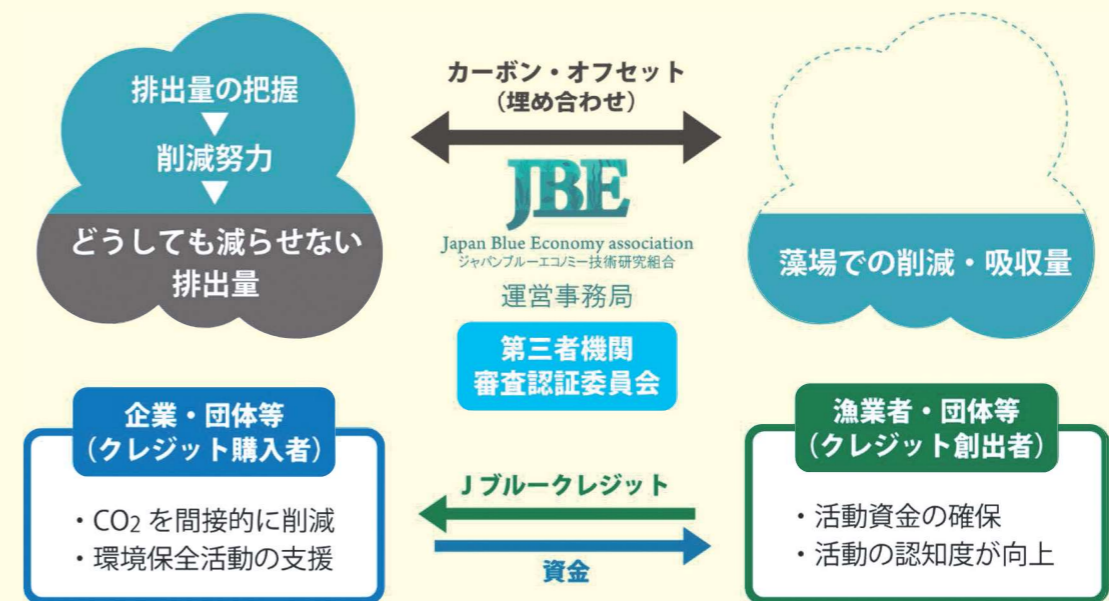 排出量の把握
▼
削減努力
▼
どうしても減らせない
排出量
カーボン・オフセット
（埋め合わせ）
JBE
Japan Blue Economy association
ジャパンブルーエコノミー技術研究組合
運営事務局
第三者機関
審査認証委員会
藻場での削減・吸収量
企業・団体等
（クレジット購入者）
・CO₂ を間接的に削減
・環境保全活動の支援
J ブルークレジット
資金
漁業者・団体等
（クレジット創出者）
・活動資金の確保
・活動の認知度が向上